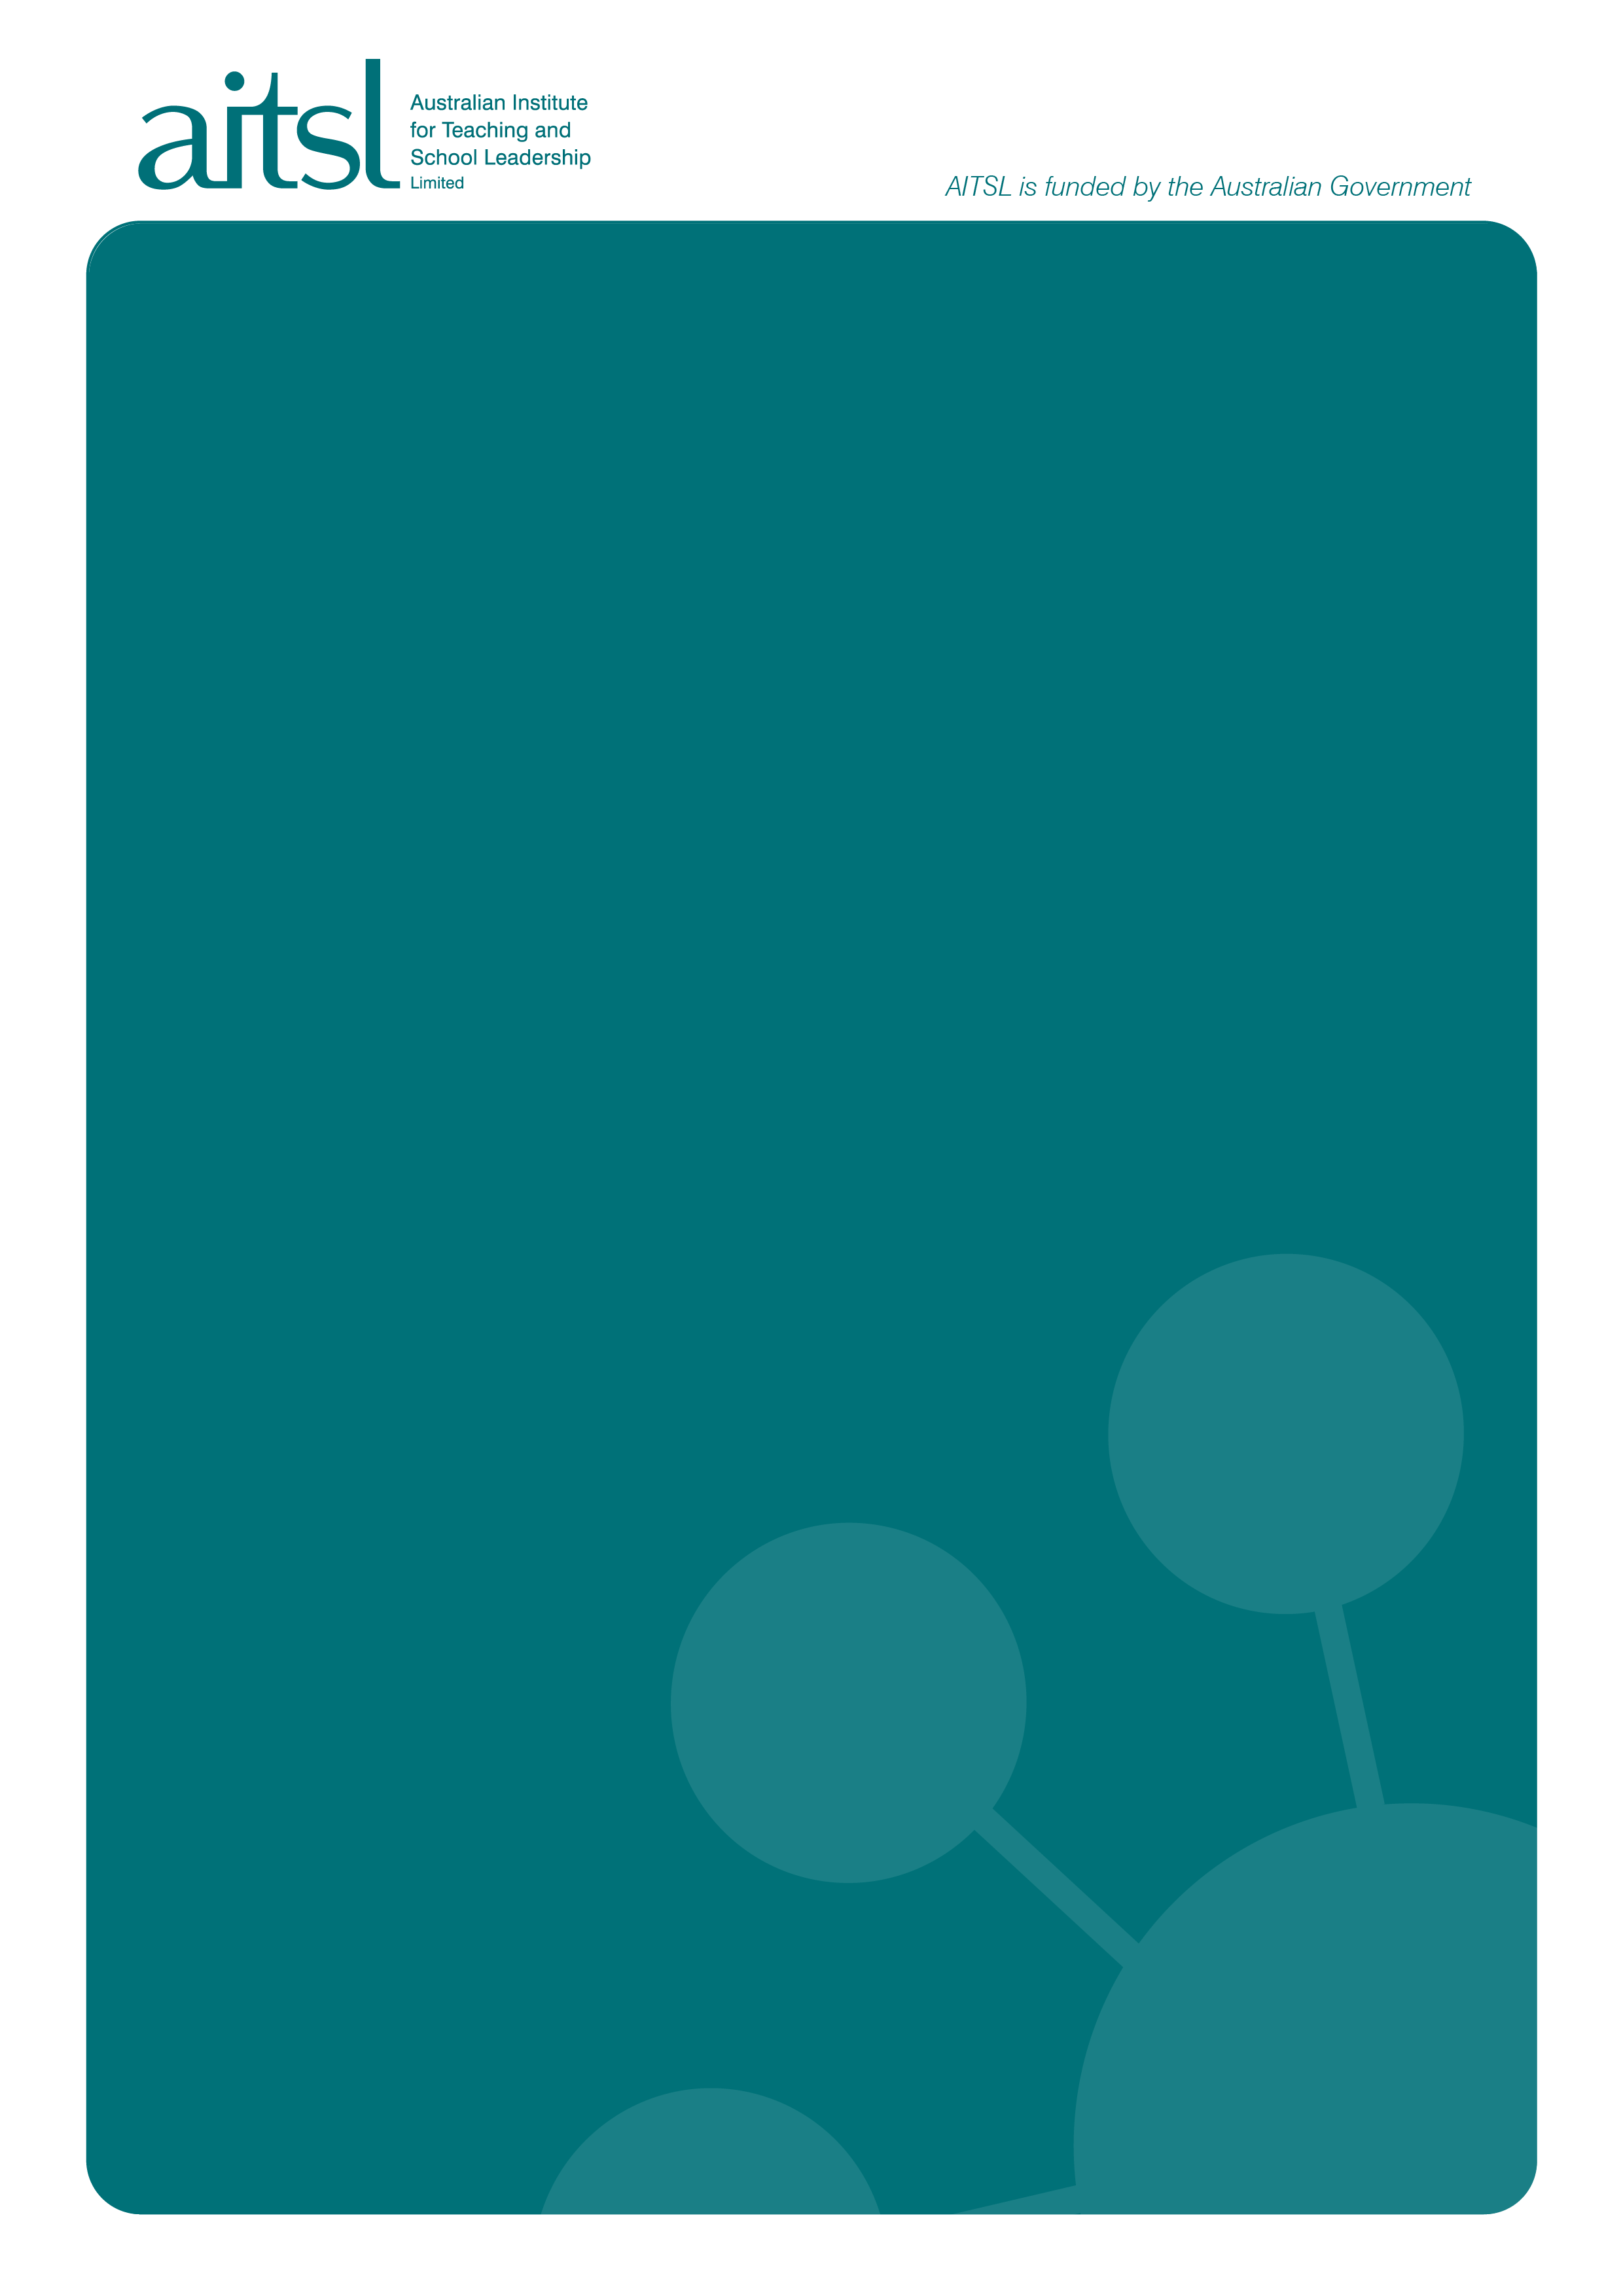 aitsl
Australian Institute
for Teaching and
School Leadership
Limited
AITSL is funded by the Australian Government